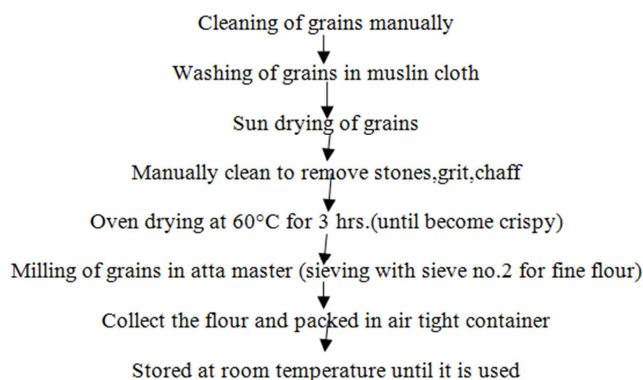 Cleaning of grains manually
Washing of grains in muslin cloth
Sun drying of grains
Manually clean to remove stones,grit,chaff
Oven drying at 60°C for 3 hrs.(until become crispy)
Milling of grains in atta master (sieving with sieve no.2 for fine flour)
Collect the flour and packed in air tight container
Stored at room temperature until it is used